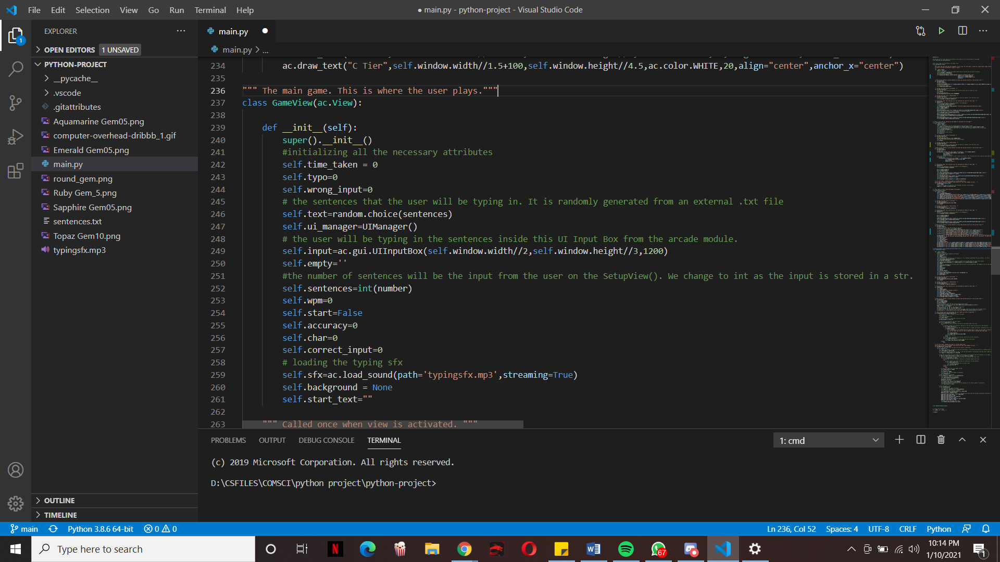 File Edit Selection View Go Run Terminal Help
● main.py - python-project - Visual Studio Code
EXPLORER
1
main.py
OPEN EDITORS 1 UNSAVED
main.py > ...
PYTHON-PROJECT
__pycache__
.vscode
.gitattributes
Aquamarine Gem05.png
computer-overhead-dribbb_1.gif
Emerald Gem05.png
main.py
round_gem.png
Ruby Gem_5.png
Sapphire Gem05.png
sentences.txt
Topaz Gem10.png
typingsfx.mp3
OUTLINE
TIMELINE
234 ac.draw_text("C Tier",self.window.width//1.5+100,self.window.height//4.5,ac.color.WHITE,20,align="center",anchor_x="center")
235
236 """ The main game. This is where the user plays."""
237 class GameView(ac.View):
238
239 def __init__(self):
240 super().__init__()
241 #initializing all the necessary attributes
242 self.time_taken = 0
243 self.typo=0
244 self.wrong_input=0
245 # the sentences that the user will be typing in. It is randomly generated from an external .txt file
246 self.text=random.choice(sentences)
247 self.ui_manager=UIManager()
248 # the user will be typing in the sentences inside this UI Input Box from the arcade module.
249 self.input=ac.gui.UIInputBox(self.window.width//2,self.window.height//3,1200)
250 self.empty=''
251 #the number of sentences will be the input from the user on the SetupView(). We change to int as the input is stored in a str.
252 self.sentences=int(number)
253 self.wpm=0
254 self.start=False
255 self.accuracy=0
256 self.char=0
257 self.correct_input=0
258 # loading the typing sfx
259 self.sfx=ac.load_sound(path='typingsfx.mp3',streaming=True)
260 self.background = None
261 self.start_text=""
262
263 """ Called once when view is activated. """
PROBLEMS OUTPUT DEBUG CONSOLE TERMINAL
1: cmd
(c) 2019 Microsoft Corporation. All rights reserved.
D:\CSFILES\COMSCI\python project\python-project>
main Python 3.8.6 64-bit 0 0
Ln 236, Col 52 Spaces: 4 UTF-8 CRLF Python
Type here to search
N
67
10:14 PM
1/10/2021
1